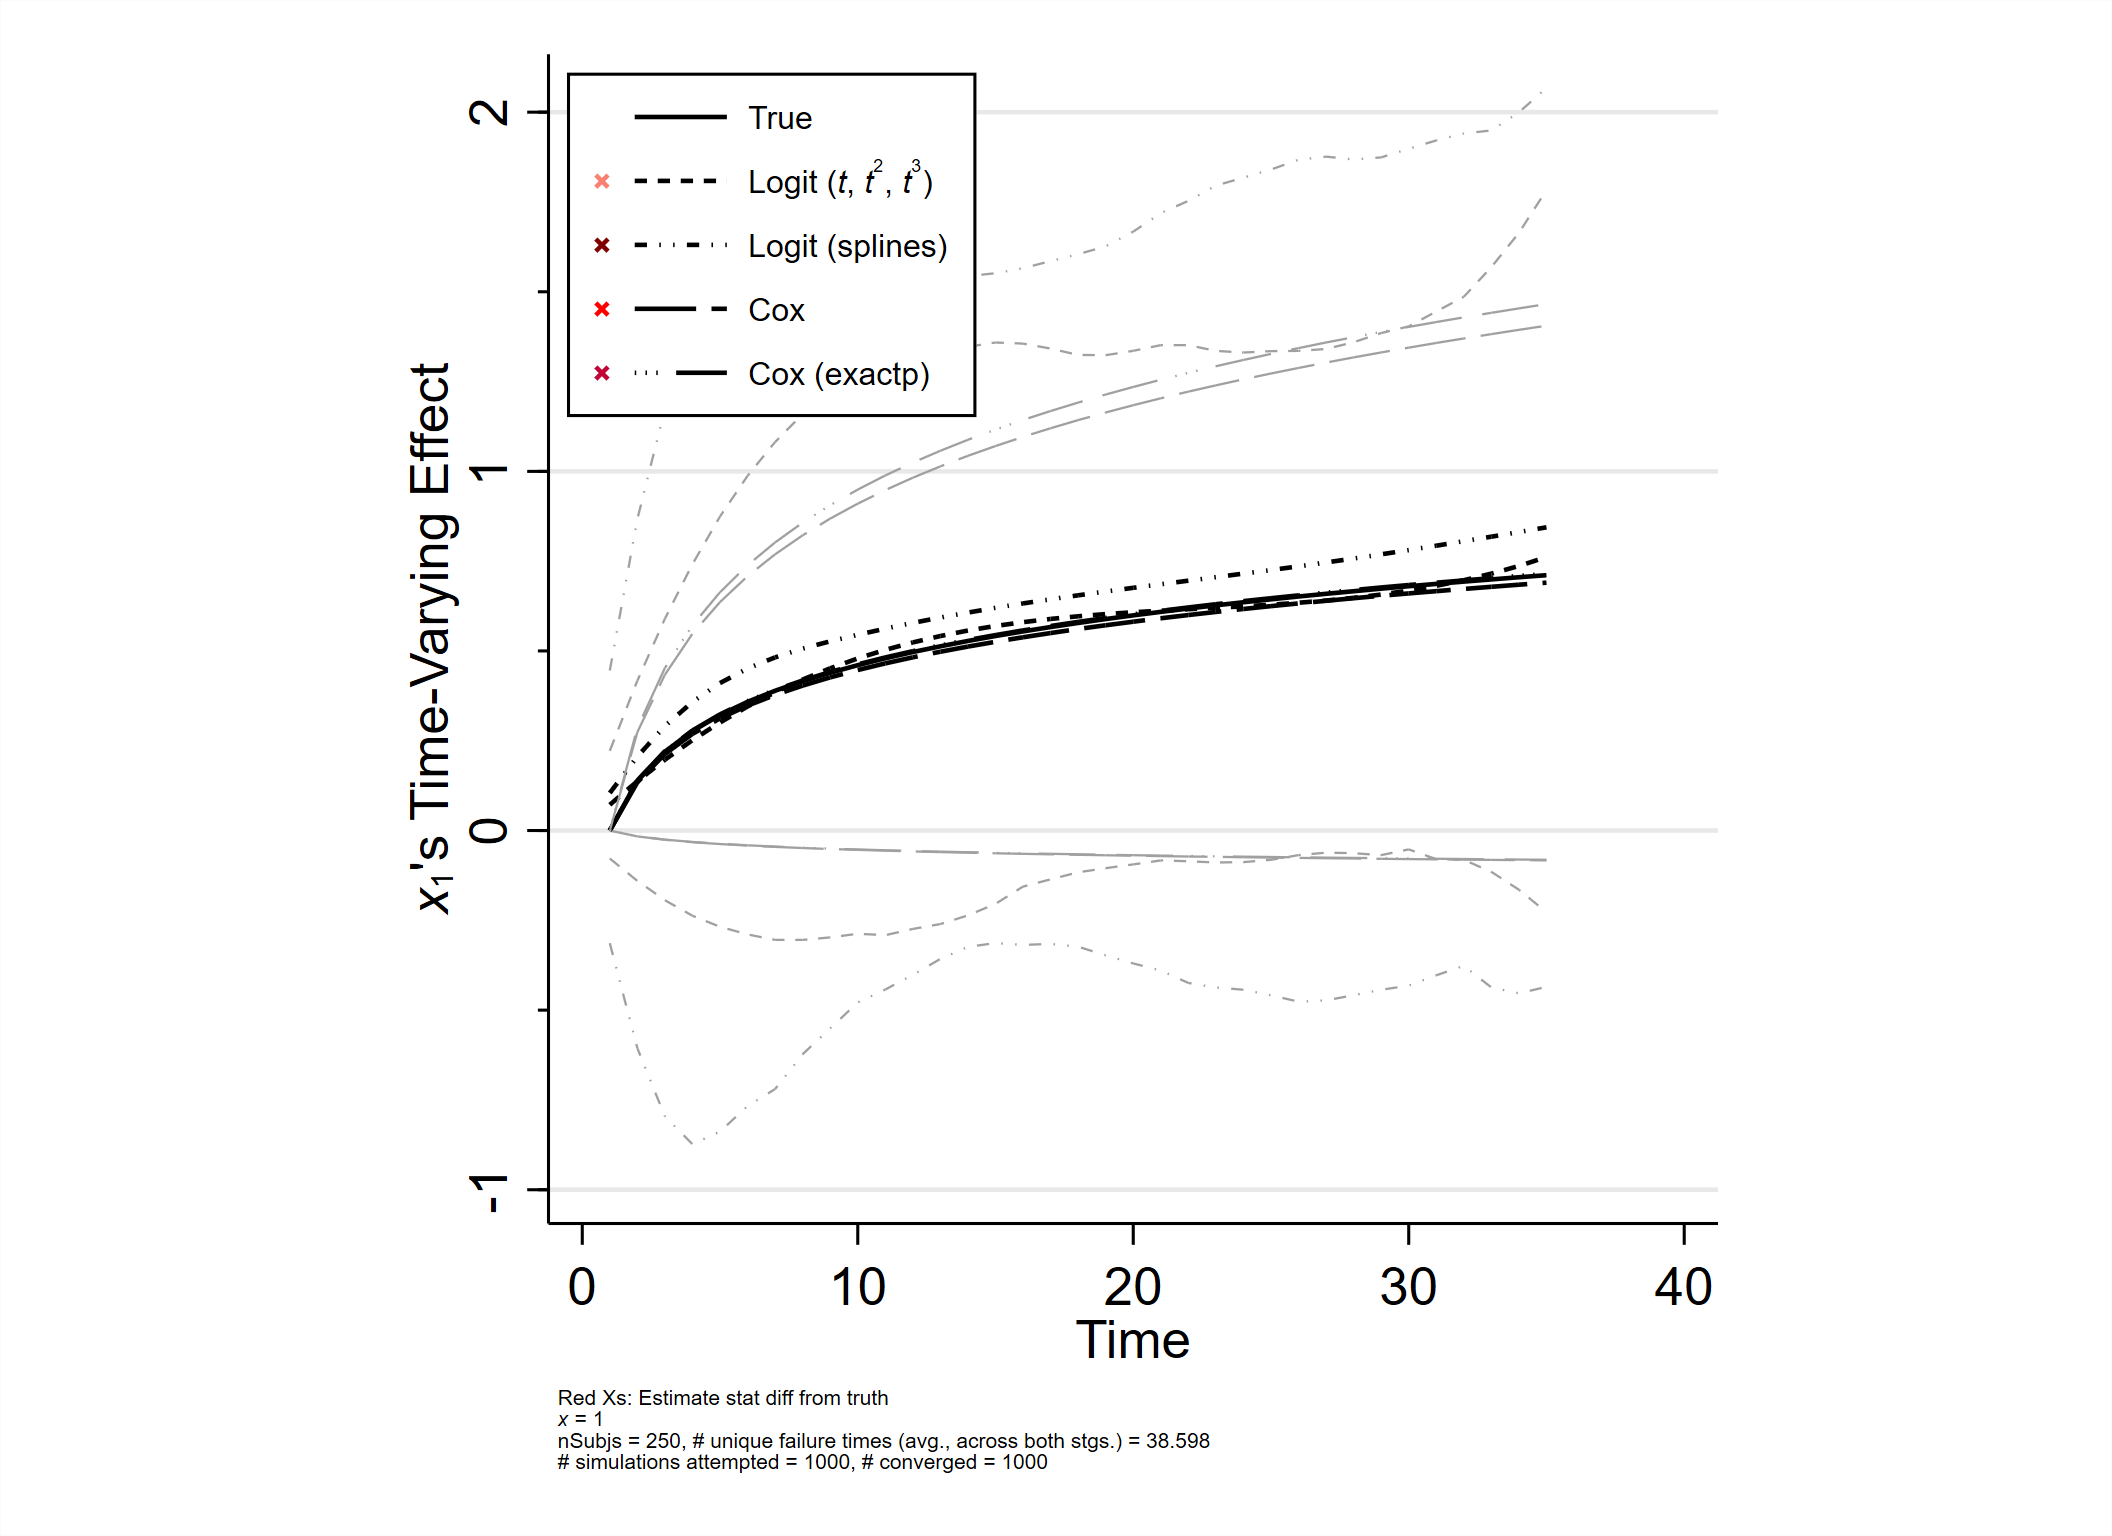 2
1
0
-1
x₁'s Time-Varying Effect
True
Logit (t, t², t³)
Logit (splines)
Cox
Cox (exactp)
0 10 20 30 40
Time
Red Xs: Estimate stat diff from truth
x = 1
nSubjs = 250, # unique failure times (avg., across both stgs.) = 38.598
# simulations attempted = 1000, # converged = 1000